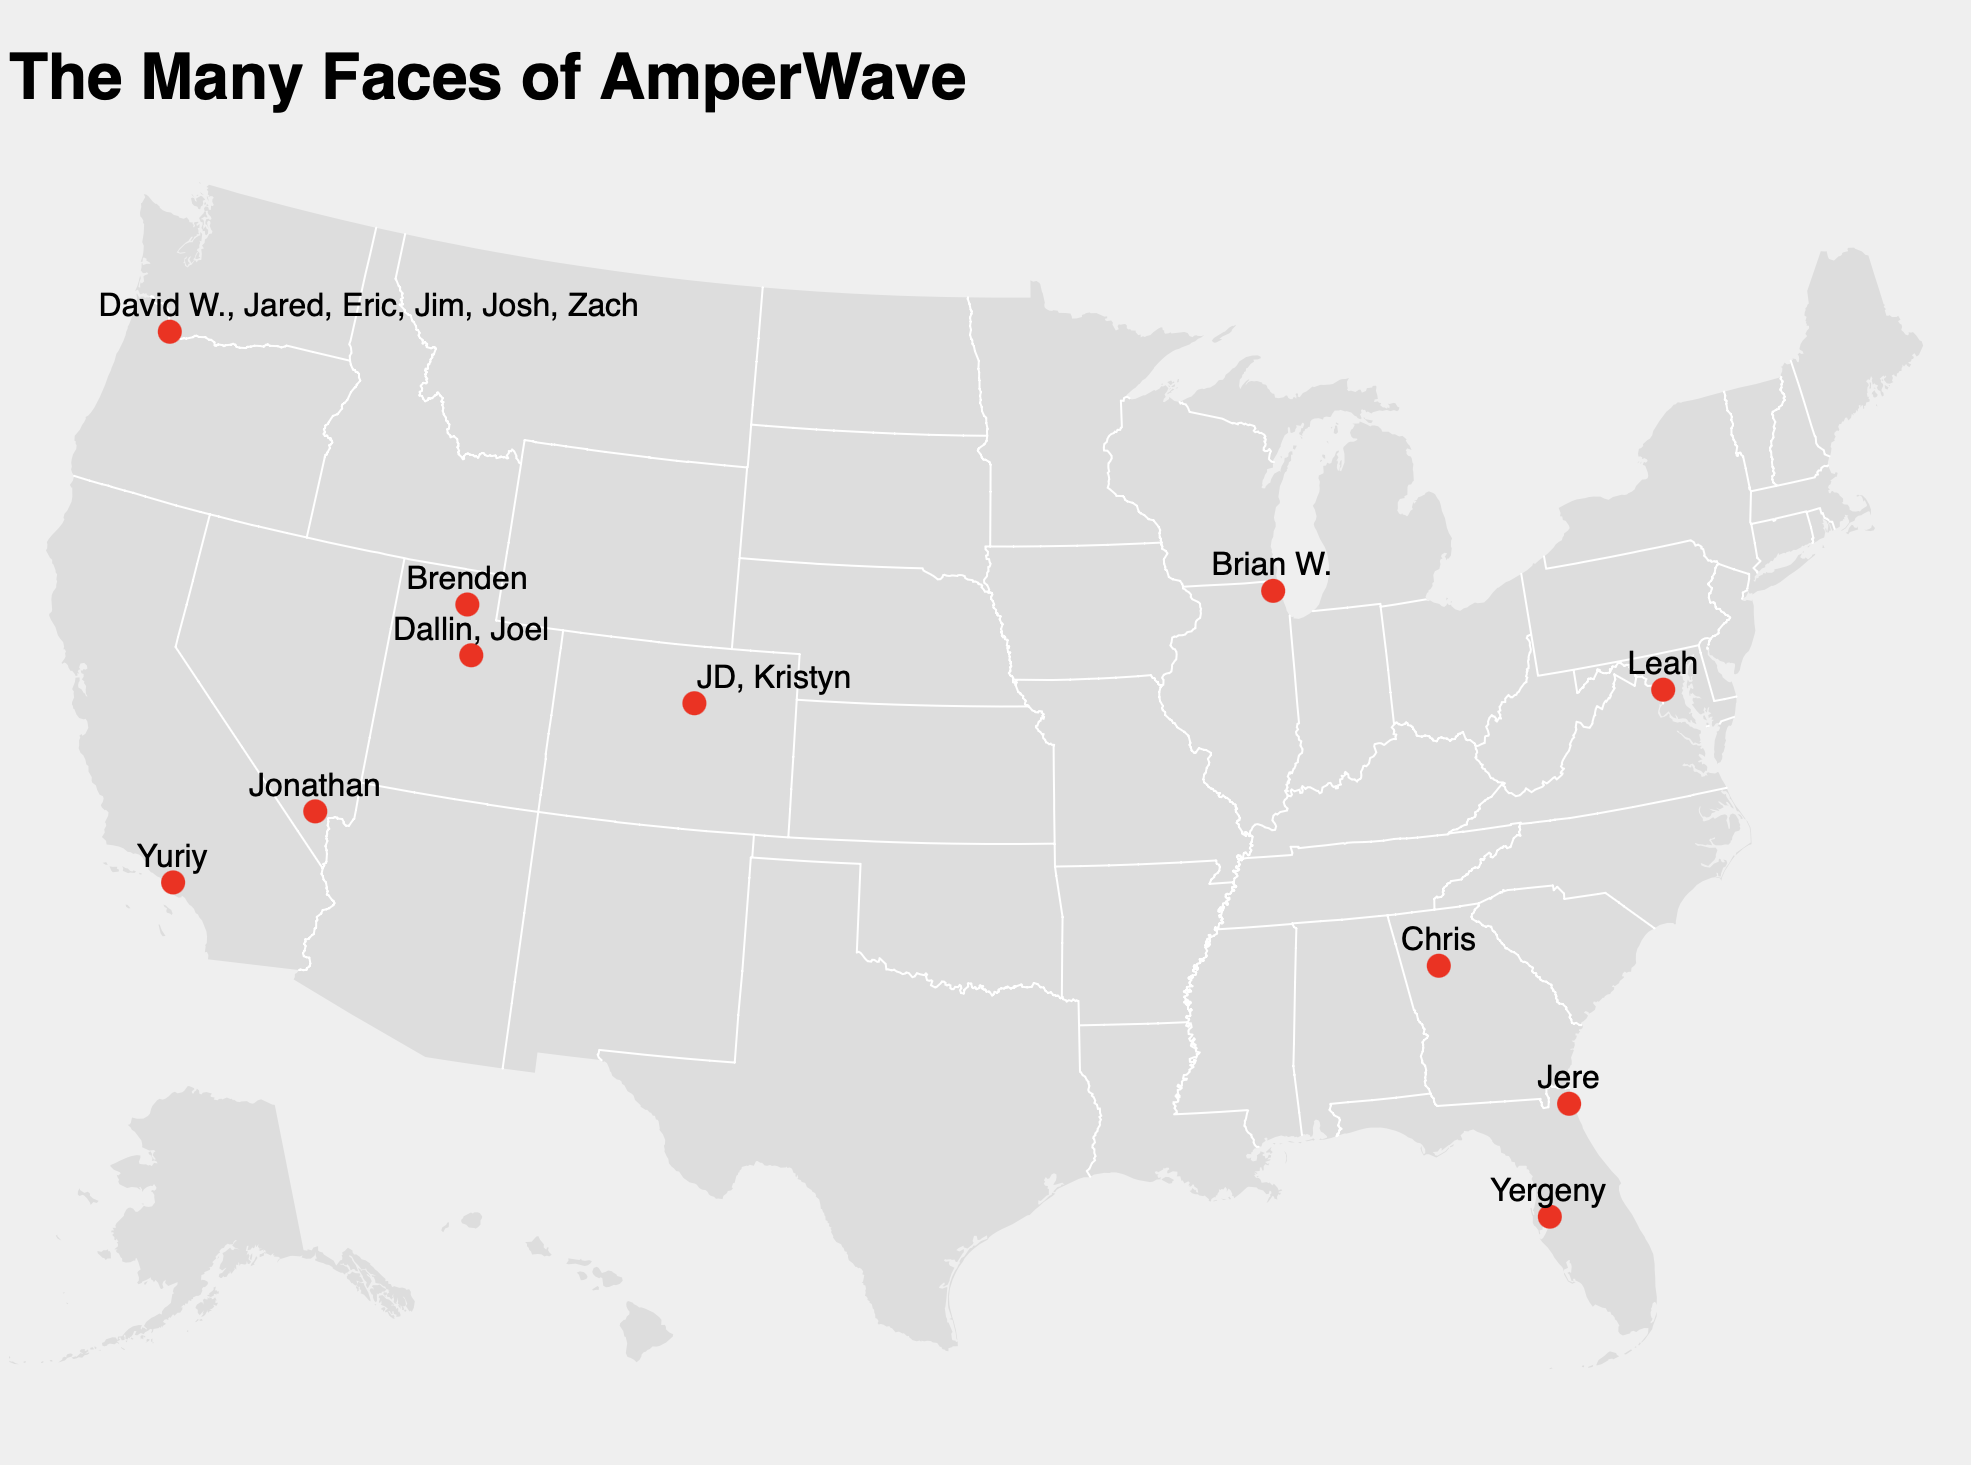 The Many Faces of AmperWave
David W., Jared, Eric, Jim, Josh, Zach
Brenden
Brian W.
Dallin, Joel
JD, Kristyn
Leah
Jonathan
Yuriy
Chris
Jere
Yergeny